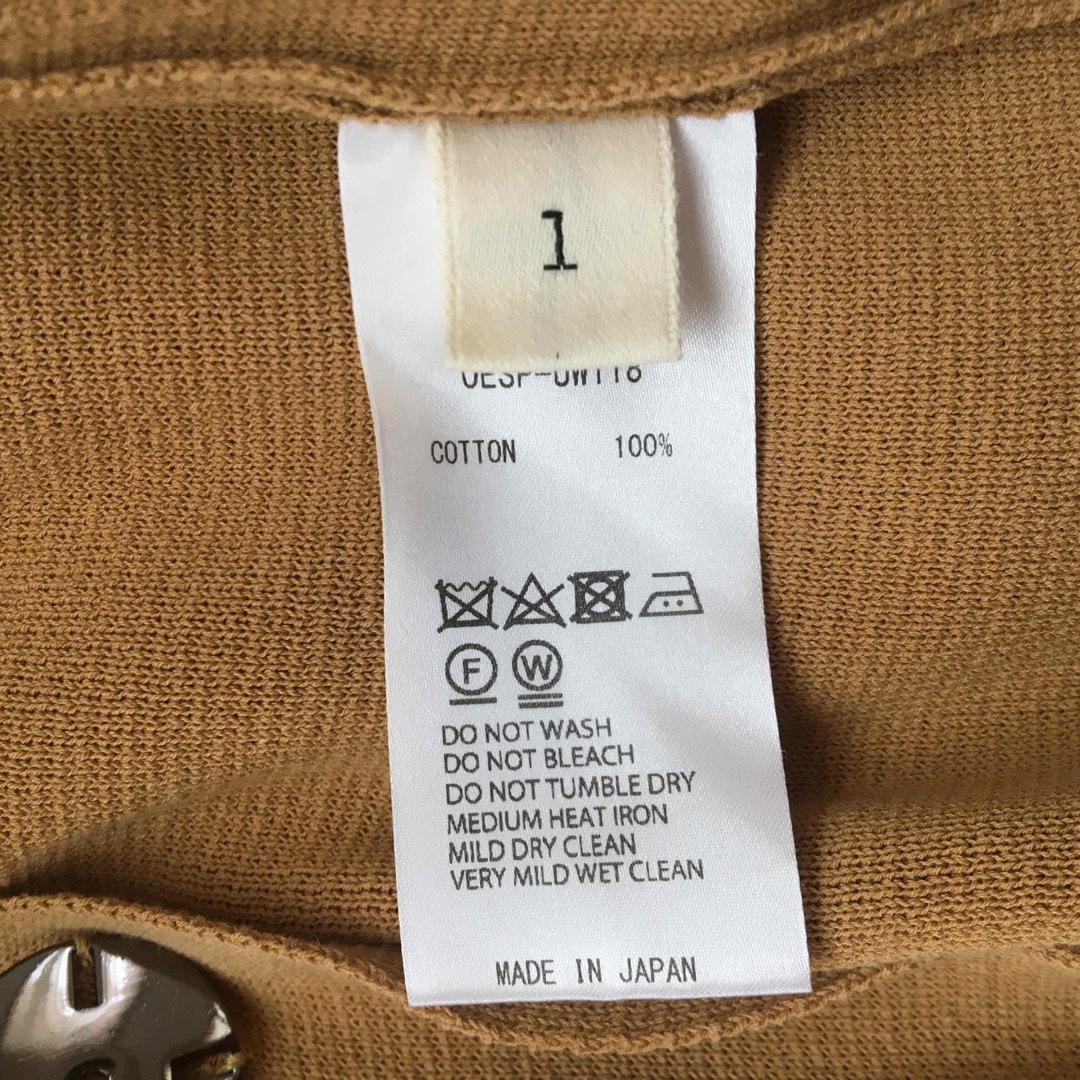 1
COTTON 100%
F W
DO NOT WASH
DO NOT BLEACH
DO NOT TUMBLE DRY
MEDIUM HEAT IRON
MILD DRY CLEAN
VERY MILD WET CLEAN
MADE IN JAPAN